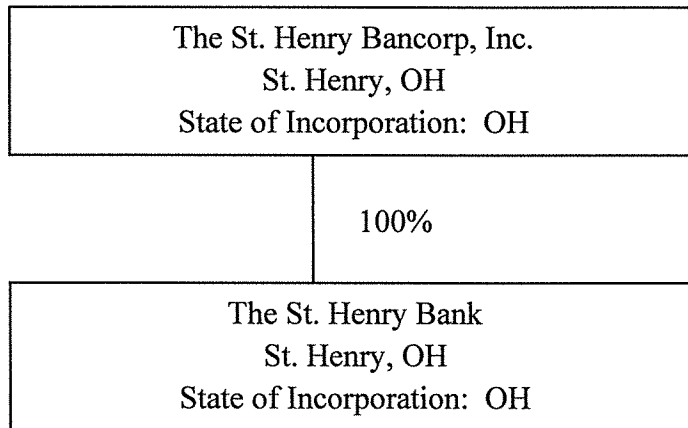 The St. Henry Bancorp, Inc.
St. Henry, OH
State of Incorporation: OH
100%
The St. Henry Bank
St. Henry, OH
State of Incorporation: OH